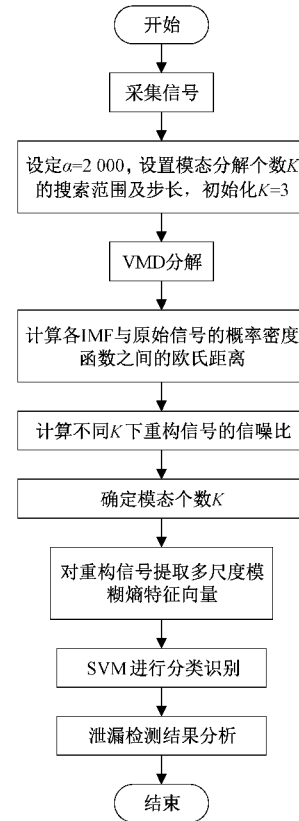 开始
采集信号
设定α=2 000，设置模态分解个数K
的搜索范围及步长，初始化K=3
VMD分解
计算各IMF与原始信号的概率密度
函数之间的欧氏距离
计算不同K下重构信号的信噪比
确定模态个数K
对重构信号提取多尺度模
糊熵特征向量
SVM进行分类识别
泄漏检测结果分析
结束